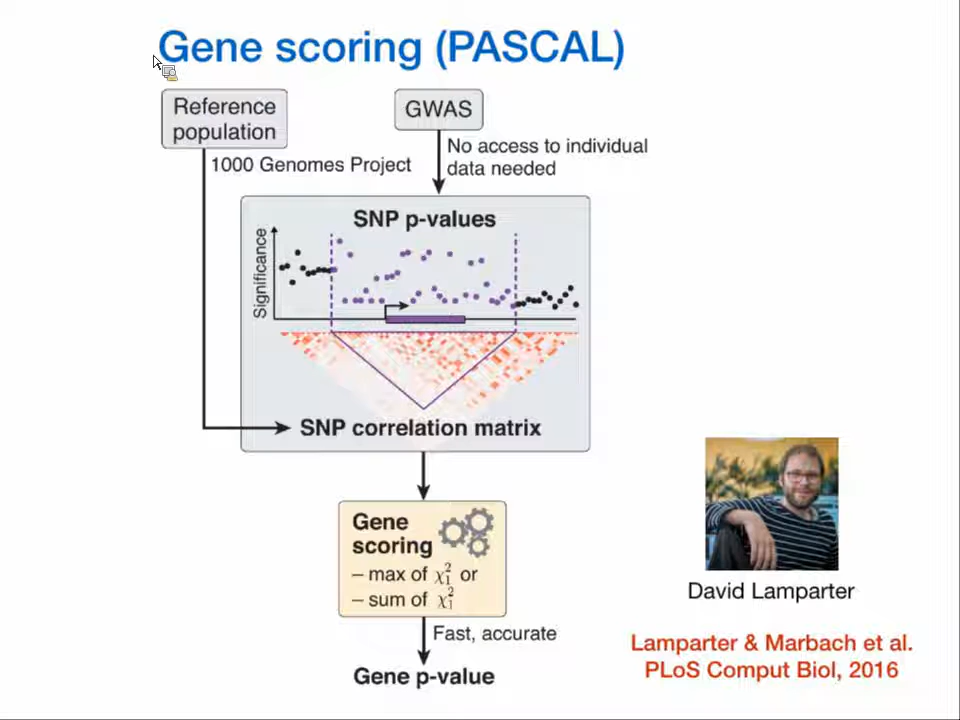 Gene scoring (PASCAL)
Reference
population
GWAS
1000 Genomes Project
No access to individual
data needed
SNP p-values
Significance
SNP correlation matrix
Gene
scoring
– max of χ₁² or
– sum of χ₁²
Fast, accurate
Gene p-value
David Lamparter
Lamparter & Marbach et al.
PLoS Comput Biol, 2016